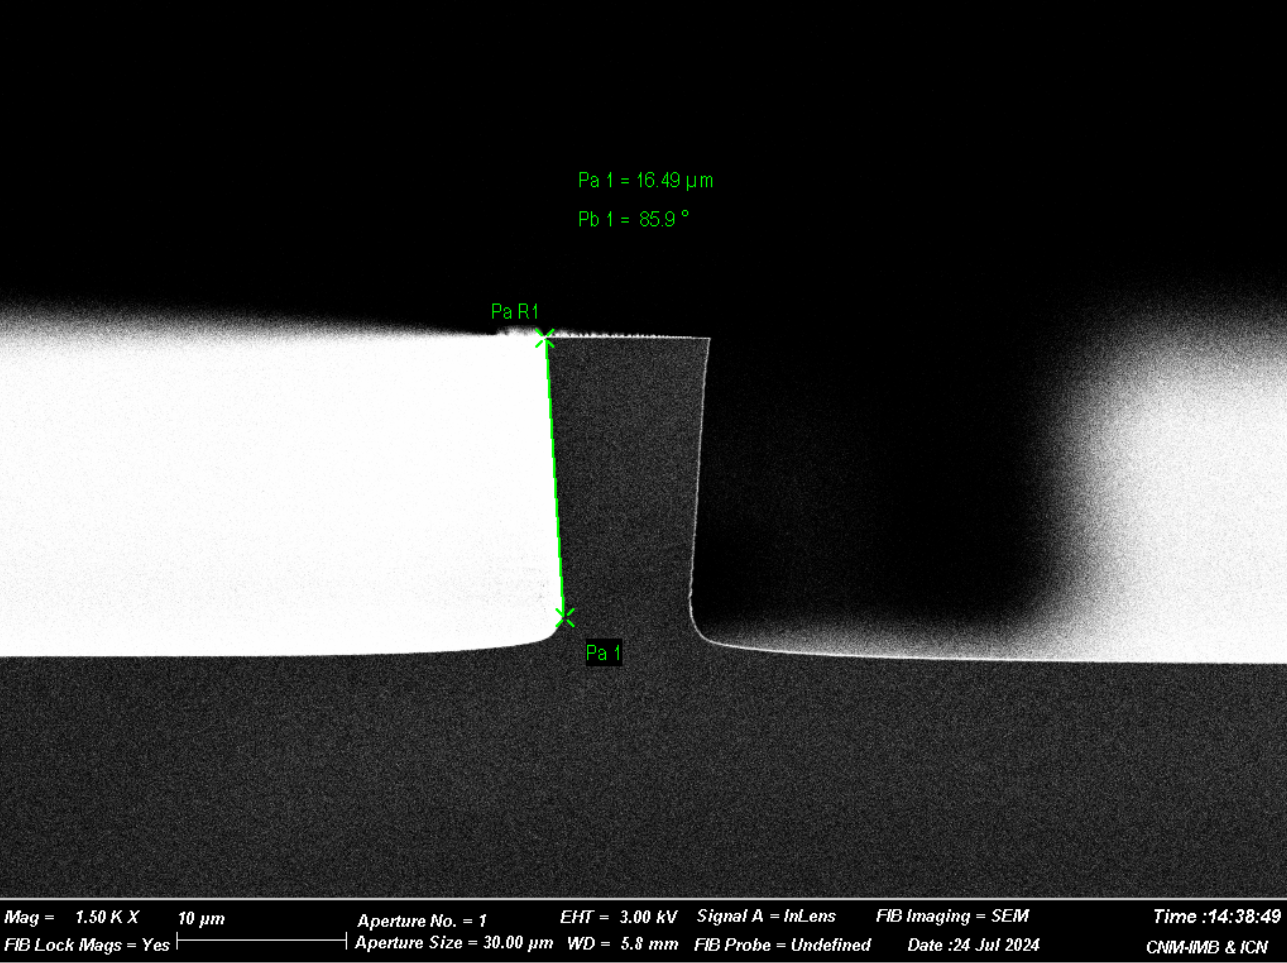 Pa 1 = 16.49 µm
Pb 1 = 85.9 °
Pa R1
Pa 1
Mag = 1.50 K X 10 µm Aperture No. = 1 EHT = 3.00 kV Signal A = InLens FIB Imaging = SEM Time :14:38:49
FIB Lock Mags = Yes Aperture Size = 30.00 µm WD = 5.8 mm FIB Probe = Undefined Date :24 Jul 2024 CNM-IMB & ICN